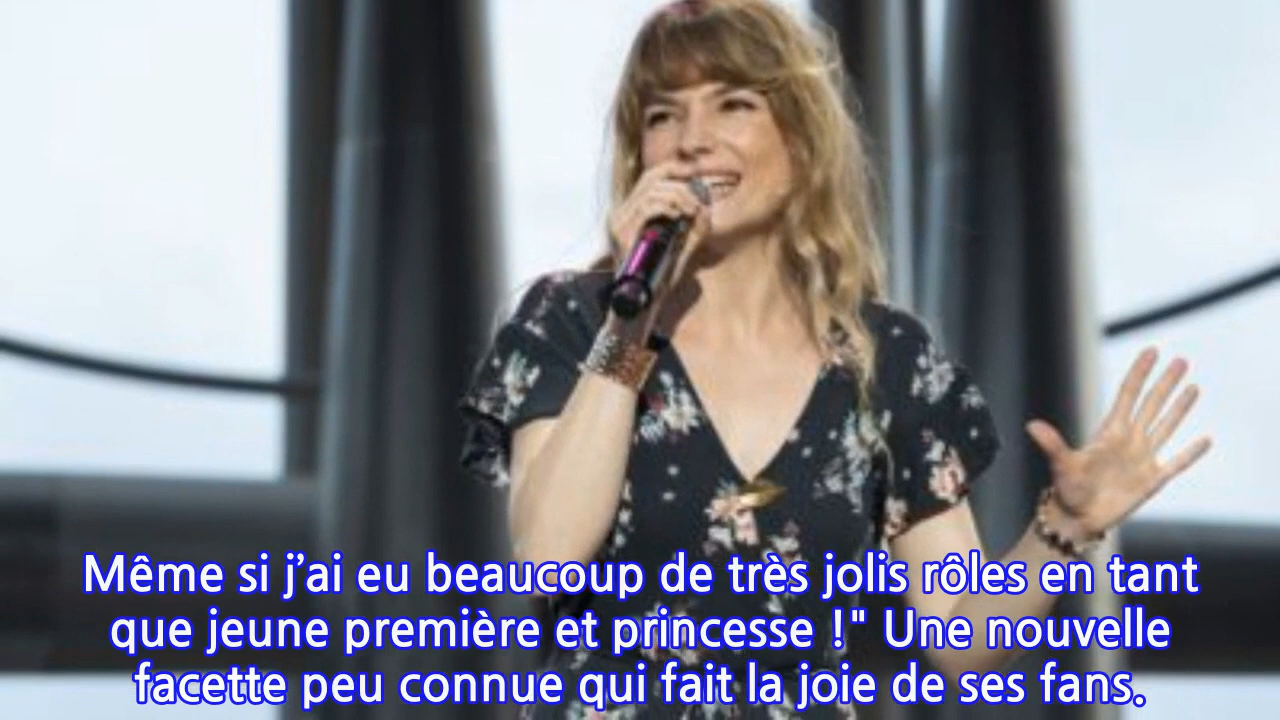 Même si j’ai eu beaucoup de très jolis rôles en tant
que jeune première et princesse !" Une nouvelle
facette peu connue qui fait la joie de ses fans.